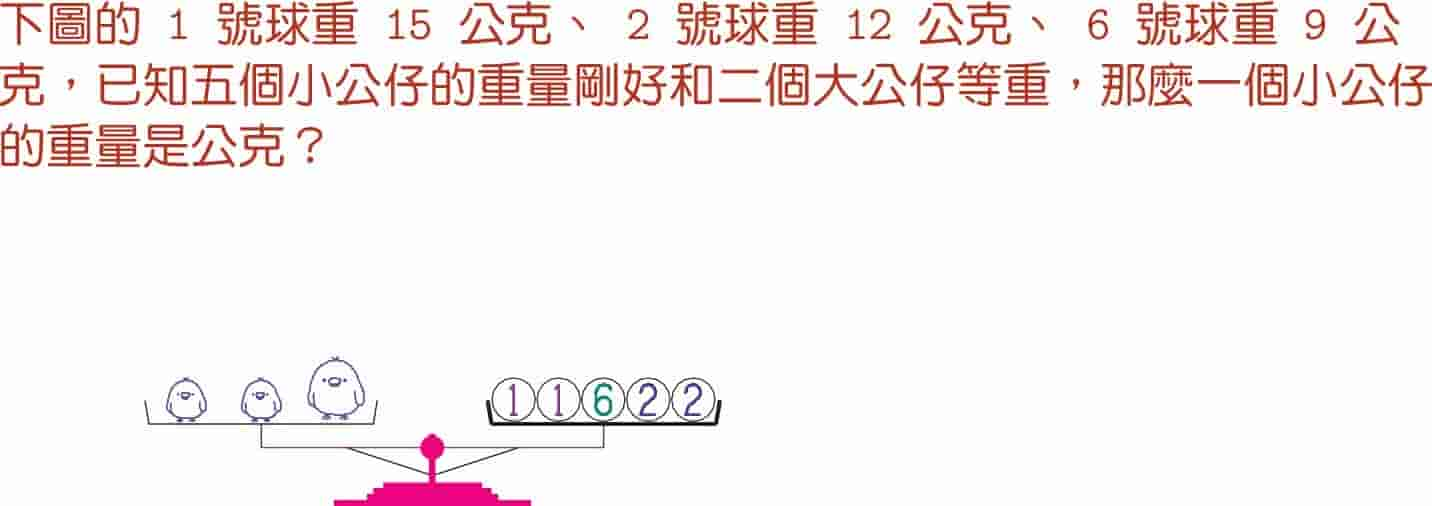 下圖的 1 號球重 15 公克、 2 號球重 12 公克、 6 號球重 9 公
克，已知五個小公仔的重量剛好和二個大公仔等重，那麼一個小公仔
的重量是公克？
1 1 6 2 2